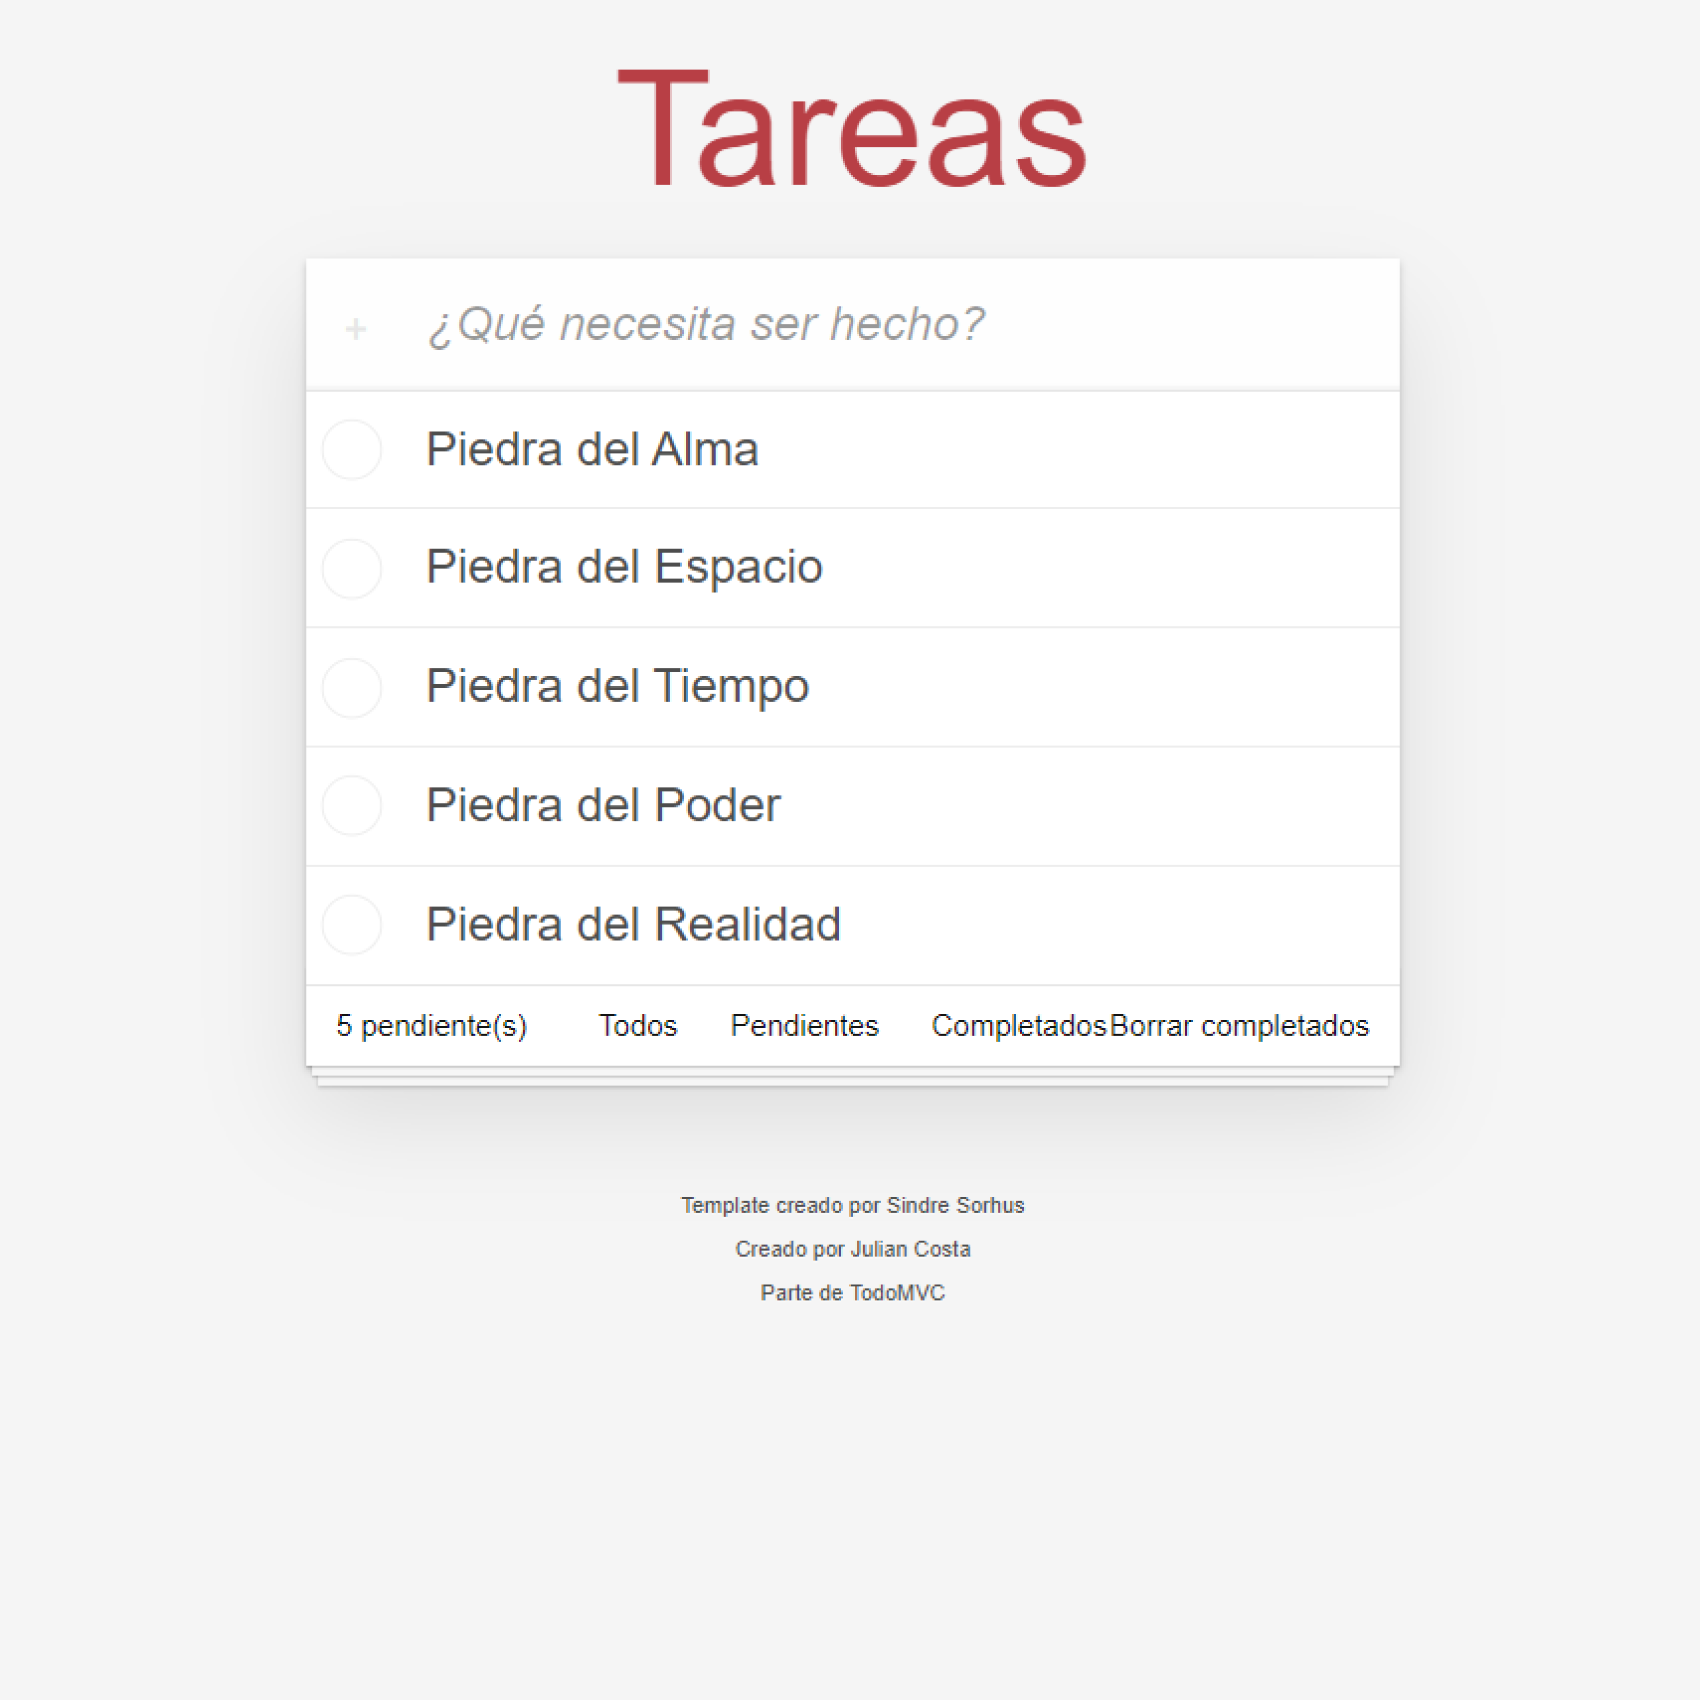 Tareas
+ ¿Qué necesita ser hecho?
Piedra del Alma
Piedra del Espacio
Piedra del Tiempo
Piedra del Poder
Piedra del Realidad
5 pendiente(s) Todos Pendientes Completados Borrar completados
Template creado por Sindre Sorhus
Creado por Julian Costa
Parte de TodoMVC